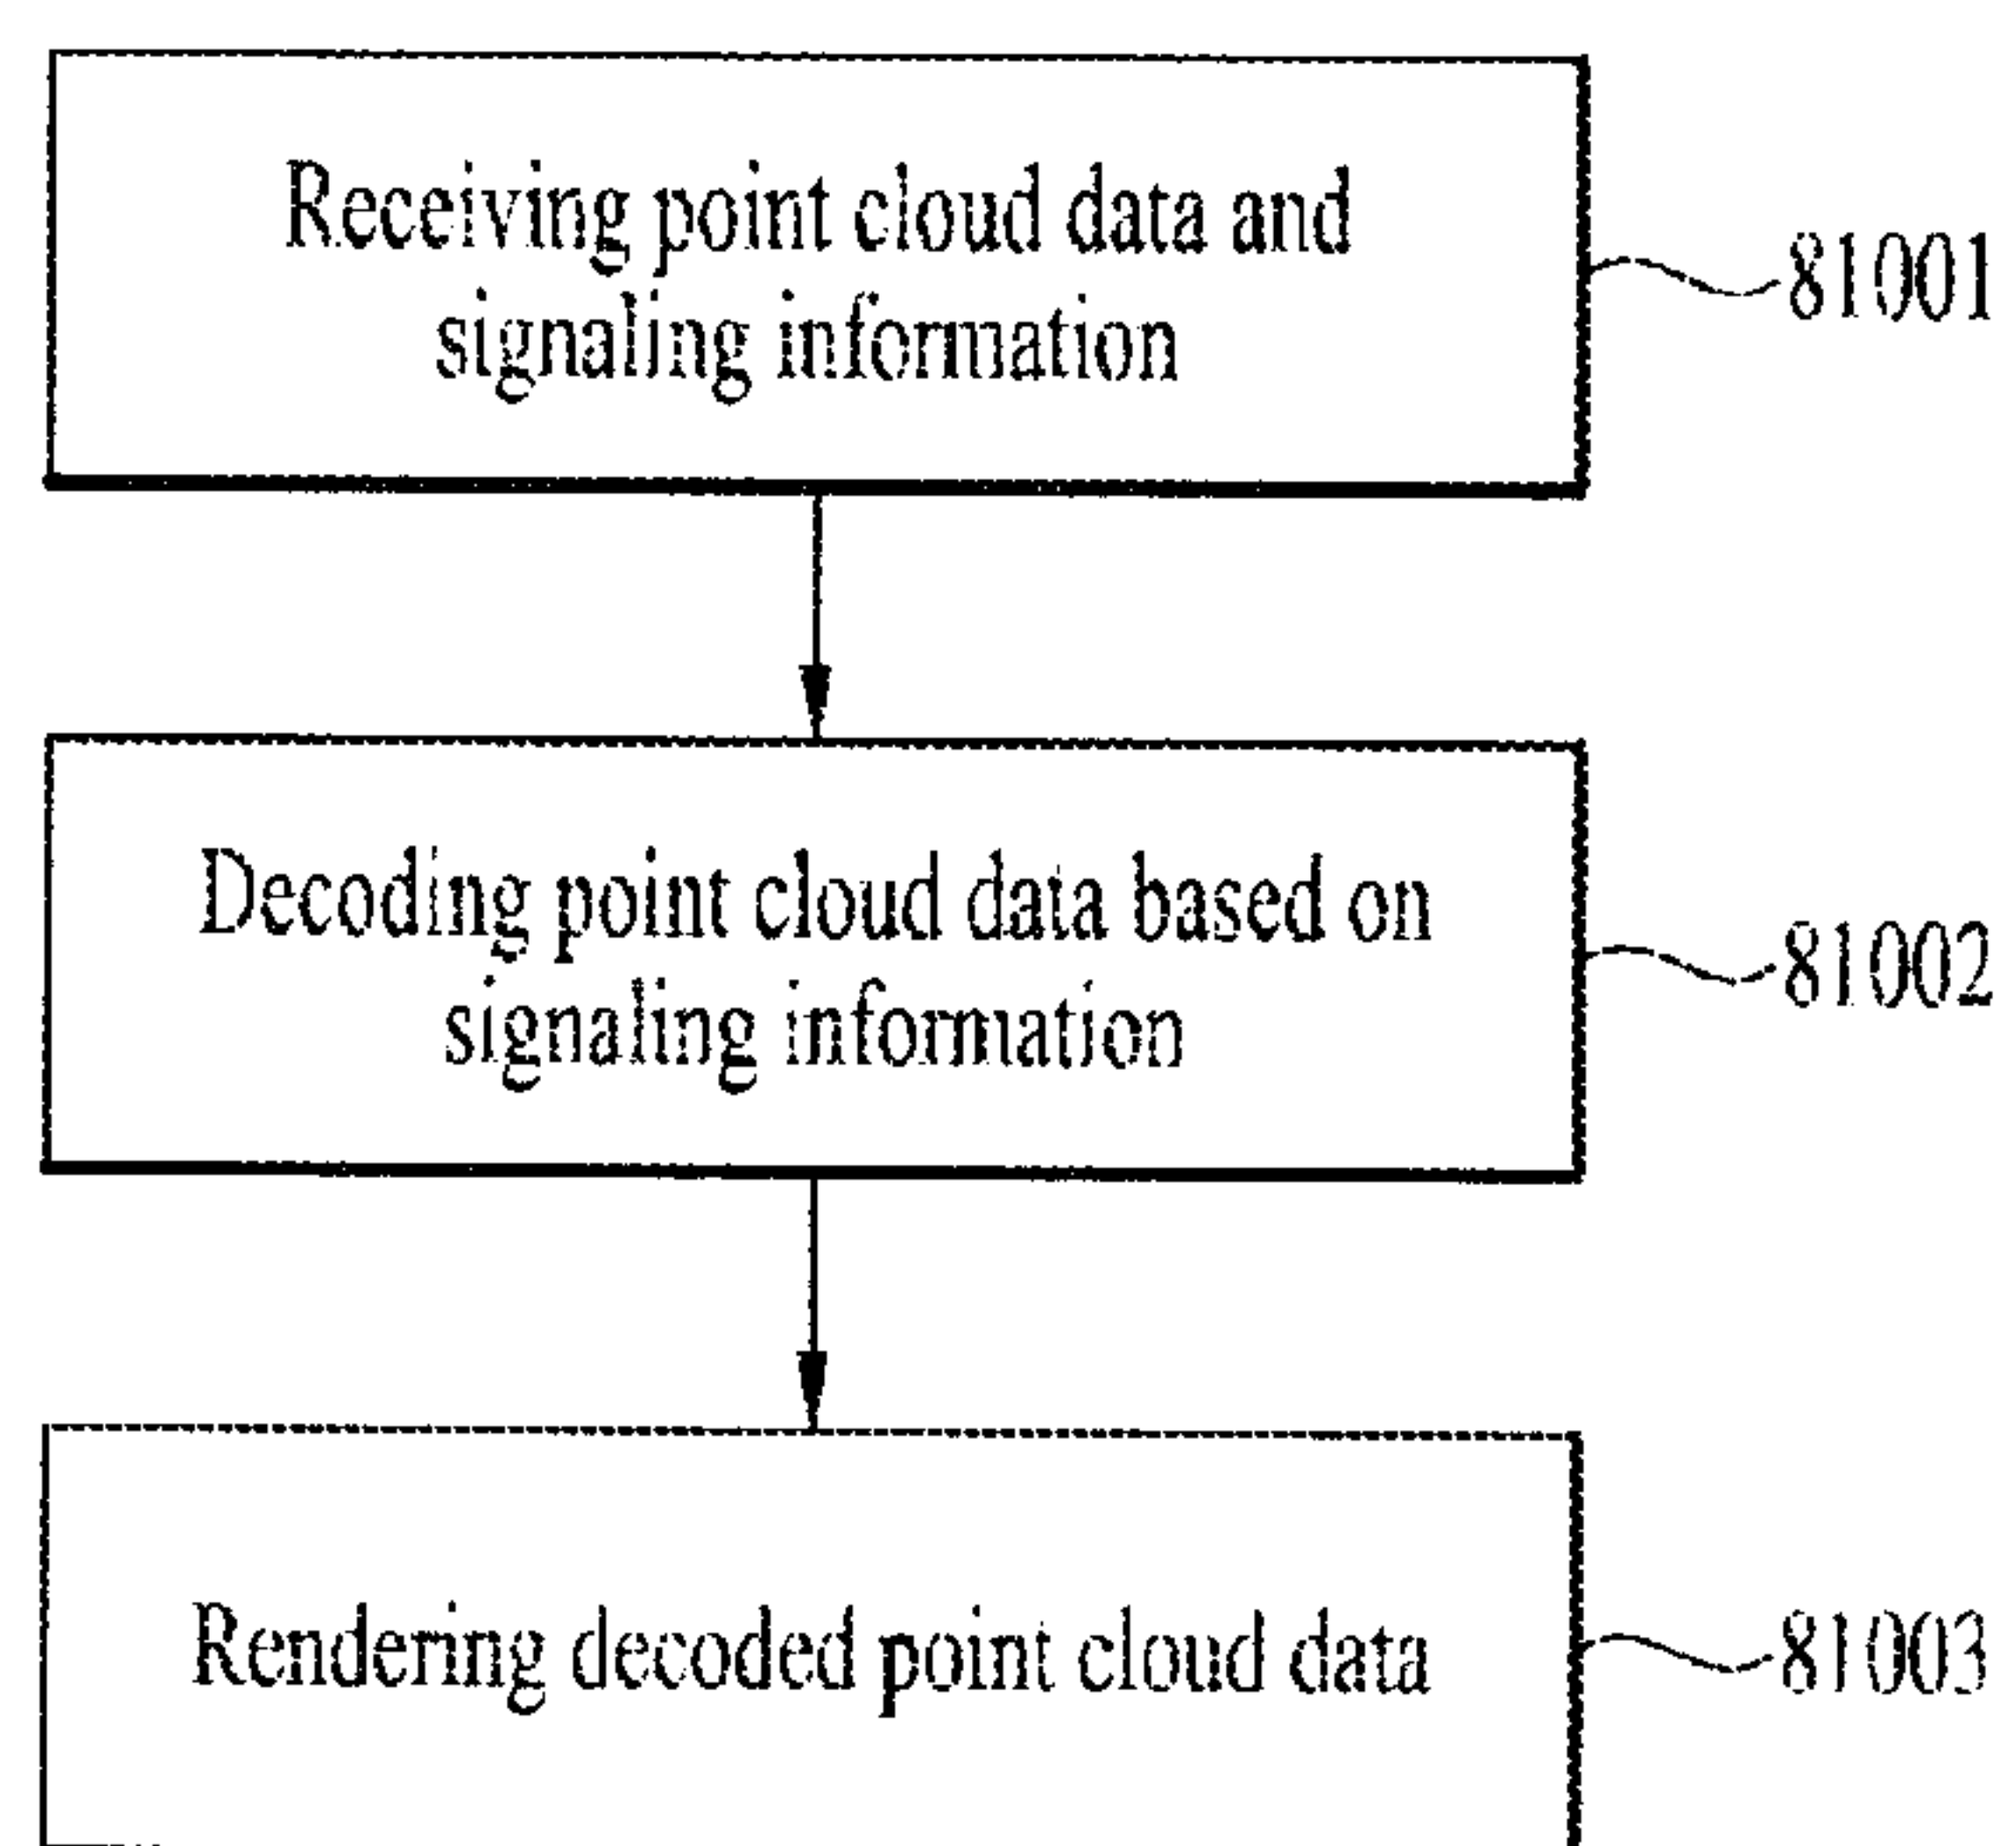 Receiving point cloud data and
signaling information
81001
Decoding point cloud data based on
signaling information
81002
Rendering decoded point cloud data
81003